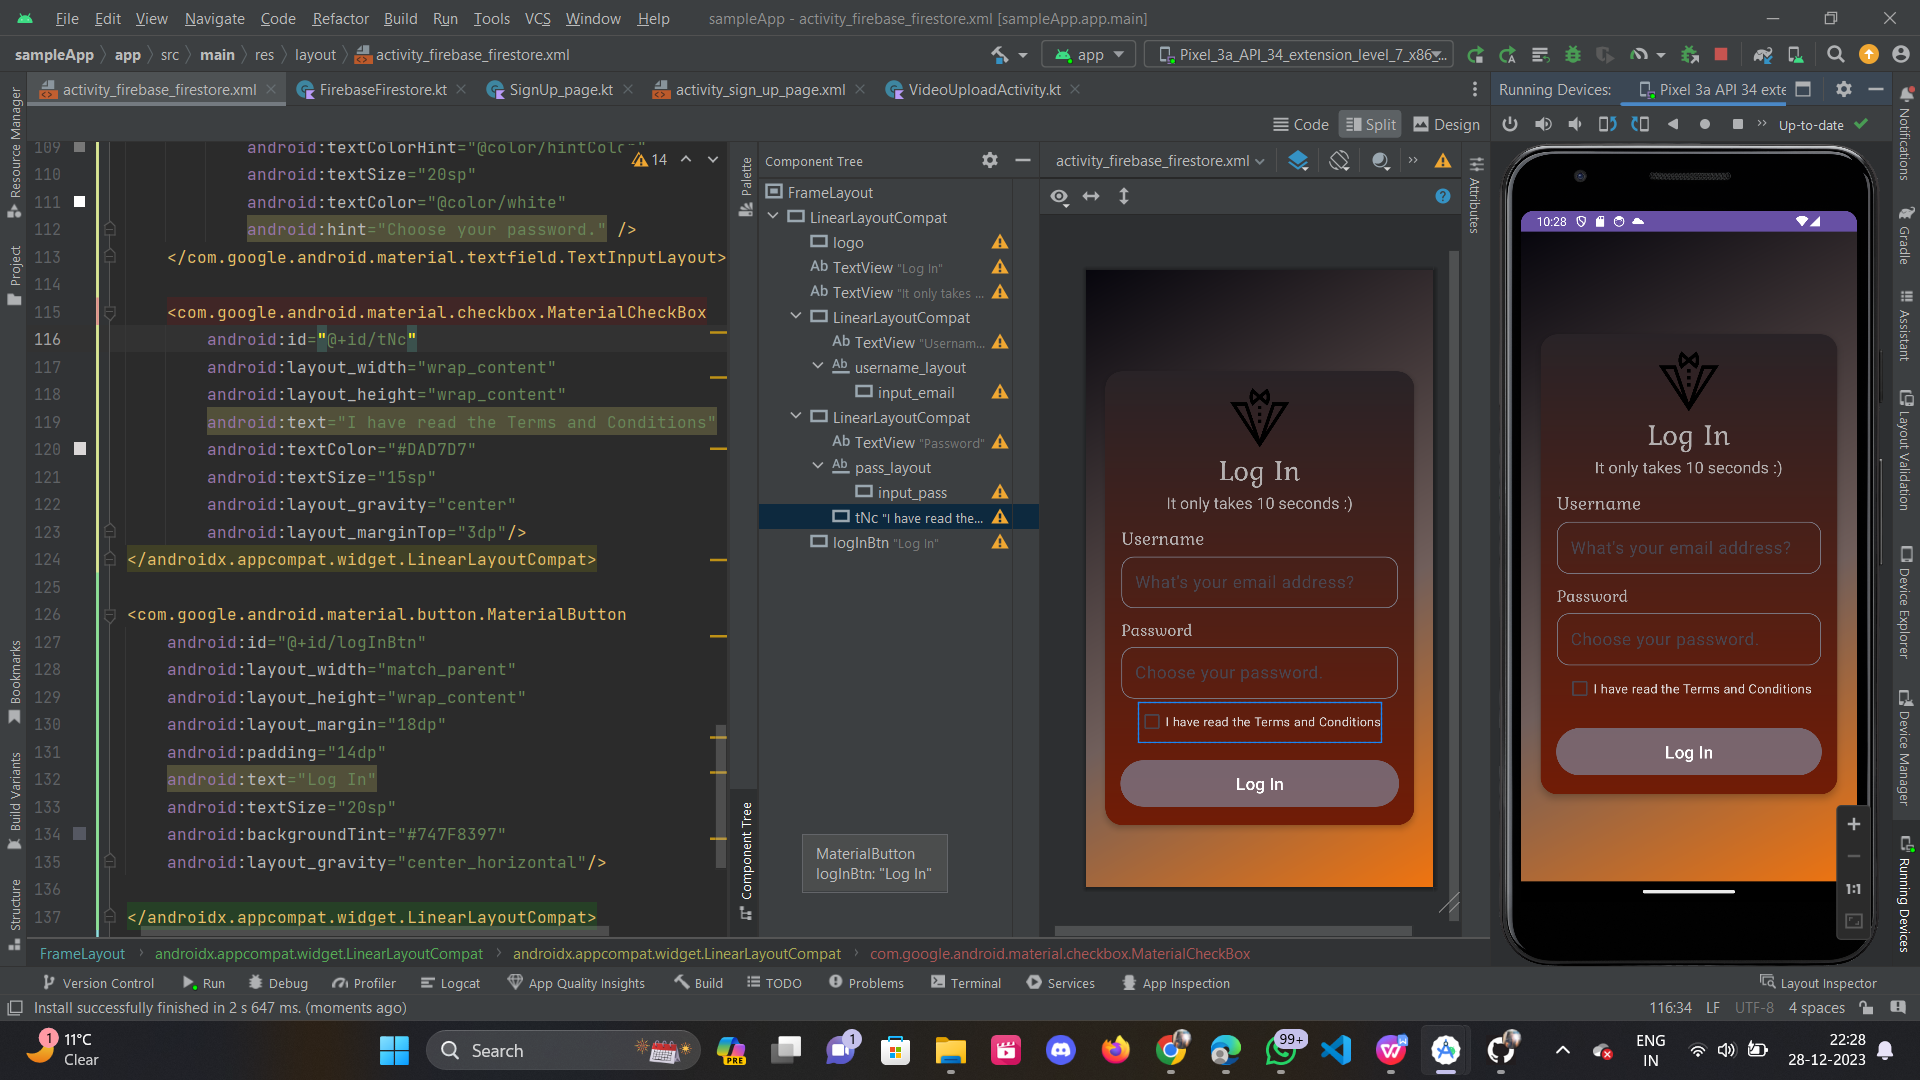 File Edit View Navigate Code Refactor Build Run Tools VCS Window Help sampleApp - activity_firebase_firestore.xml [sampleApp.app.main]
sampleApp app src main res layout activity_firebase_firestore.xml app Pixel_3a_API_34_extension_level_7_x86
activity_firebase_firestore.xml FirebaseFirestore.kt SignUp_page.kt activity_sign_up_page.xml VideoUploadActivity.kt
Running Devices: Pixel 3a API 34 exte
Code Split Design
Up-to-date
Resource Manager
Project
Bookmarks
Build Variants
Structure
14
109 android:textColorHint="@color/hintColor"
110 android:textSize="20sp"
111 android:textColor="@color/white"
112 android:hint="Choose your password." />
113 </com.google.android.material.textfield.TextInputLayout>
114
115 <com.google.android.material.checkbox.MaterialCheckBox
116 android:id="@+id/tNc"
117 android:layout_width="wrap_content"
118 android:layout_height="wrap_content"
119 android:text="I have read the Terms and Conditions"
120 android:textColor="#DAD7D7"
121 android:textSize="15sp"
122 android:layout_gravity="center"
123 android:layout_marginTop="3dp"/>
124 </androidx.appcompat.widget.LinearLayoutCompat>
125
126 <com.google.android.material.button.MaterialButton
127 android:id="@+id/logInBtn"
128 android:layout_width="match_parent"
129 android:layout_height="wrap_content"
130 android:layout_margin="18dp"
131 android:padding="14dp"
132 android:text="Log In"
133 android:textSize="20sp"
134 android:backgroundTint="#747F8397"
135 android:layout_gravity="center_horizontal"/>
136
137 </androidx.appcompat.widget.LinearLayoutCompat>
Palette
Component Tree
Component Tree
FrameLayout
LinearLayoutCompat
logo
Ab TextView "Log In"
Ab TextView "It only takes ...
LinearLayoutCompat
Ab TextView "Usernam...
Ab username_layout
input_email
LinearLayoutCompat
Ab TextView "Password"
Ab pass_layout
input_pass
tNc "I have read the...
logInBtn "Log In"
MaterialButton
logInBtn: "Log In"
activity_firebase_firestore.xml
Attributes
Log In
It only takes 10 seconds :)
Username
What's your email address?
Password
Choose your password.
I have read the Terms and Conditions
Log In
10:28
Log In
It only takes 10 seconds :)
Username
What's your email address?
Password
Choose your password.
I have read the Terms and Conditions
Log In
1:1
Notifications
Gradle
Assistant
Layout Validation
Device Explorer
Device Manager
Running Devices
FrameLayout androidx.appcompat.widget.LinearLayoutCompat androidx.appcompat.widget.LinearLayoutCompat com.google.android.material.checkbox.MaterialCheckBox
Version Control Run Debug Profiler Logcat App Quality Insights Build TODO Problems Terminal Services App Inspection Layout Inspector
Install successfully finished in 2 s 647 ms. (moments ago) 116:34 LF UTF-8 4 spaces
1
11°C
Clear
Search
PRE
1
99+
ENG
IN
22:28
28-12-2023